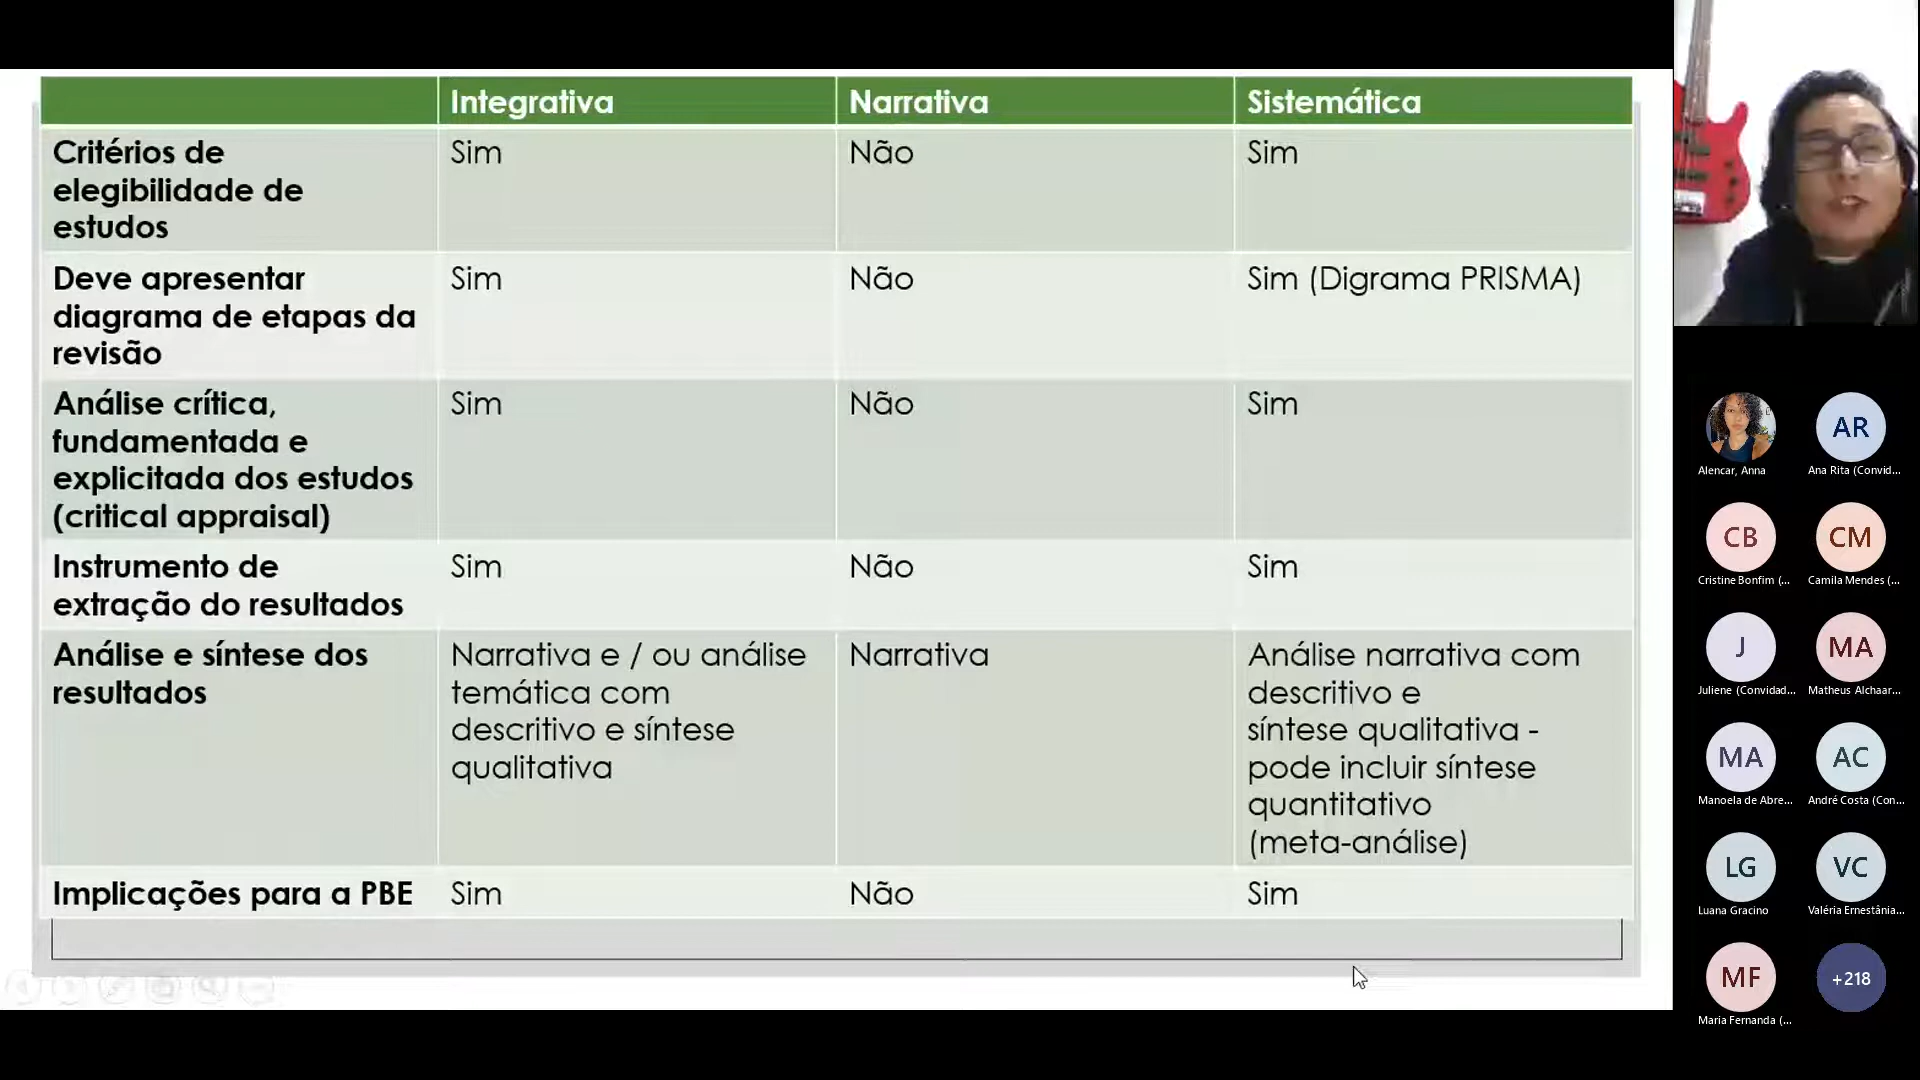 Integrativa Narrativa Sistemática
Critérios de Sim Não Sim
elegibilidade de
estudos
Deve apresentar Sim Não Sim (Digrama PRISMA)
diagrama de etapas da
revisão
Análise crítica, Sim Não Sim
fundamentada e
explicitada dos estudos
(critical appraisal)
Instrumento de Sim Não Sim
extração do resultados
Análise e síntese dos Narrativa e / ou análise Narrativa Análise narrativa com
resultados temática com descritivo e
descritivo e síntese síntese qualitativa -
qualitativa pode incluir síntese
quantitativo
(meta-análise)
Implicações para a PBE Sim Não Sim
AR
Alencar, Anna Ana Rita (Convid...
CB CM
Cristine Bonfim (... Camila Mendes (...
J MA
Juliene (Convidad... Matheus Alchaar...
MA AC
Manoela de Abre... André Costa (Con...
LG VC
Luana Gracino Valéria Ernestânia...
MF +218
Maria Fernanda (...